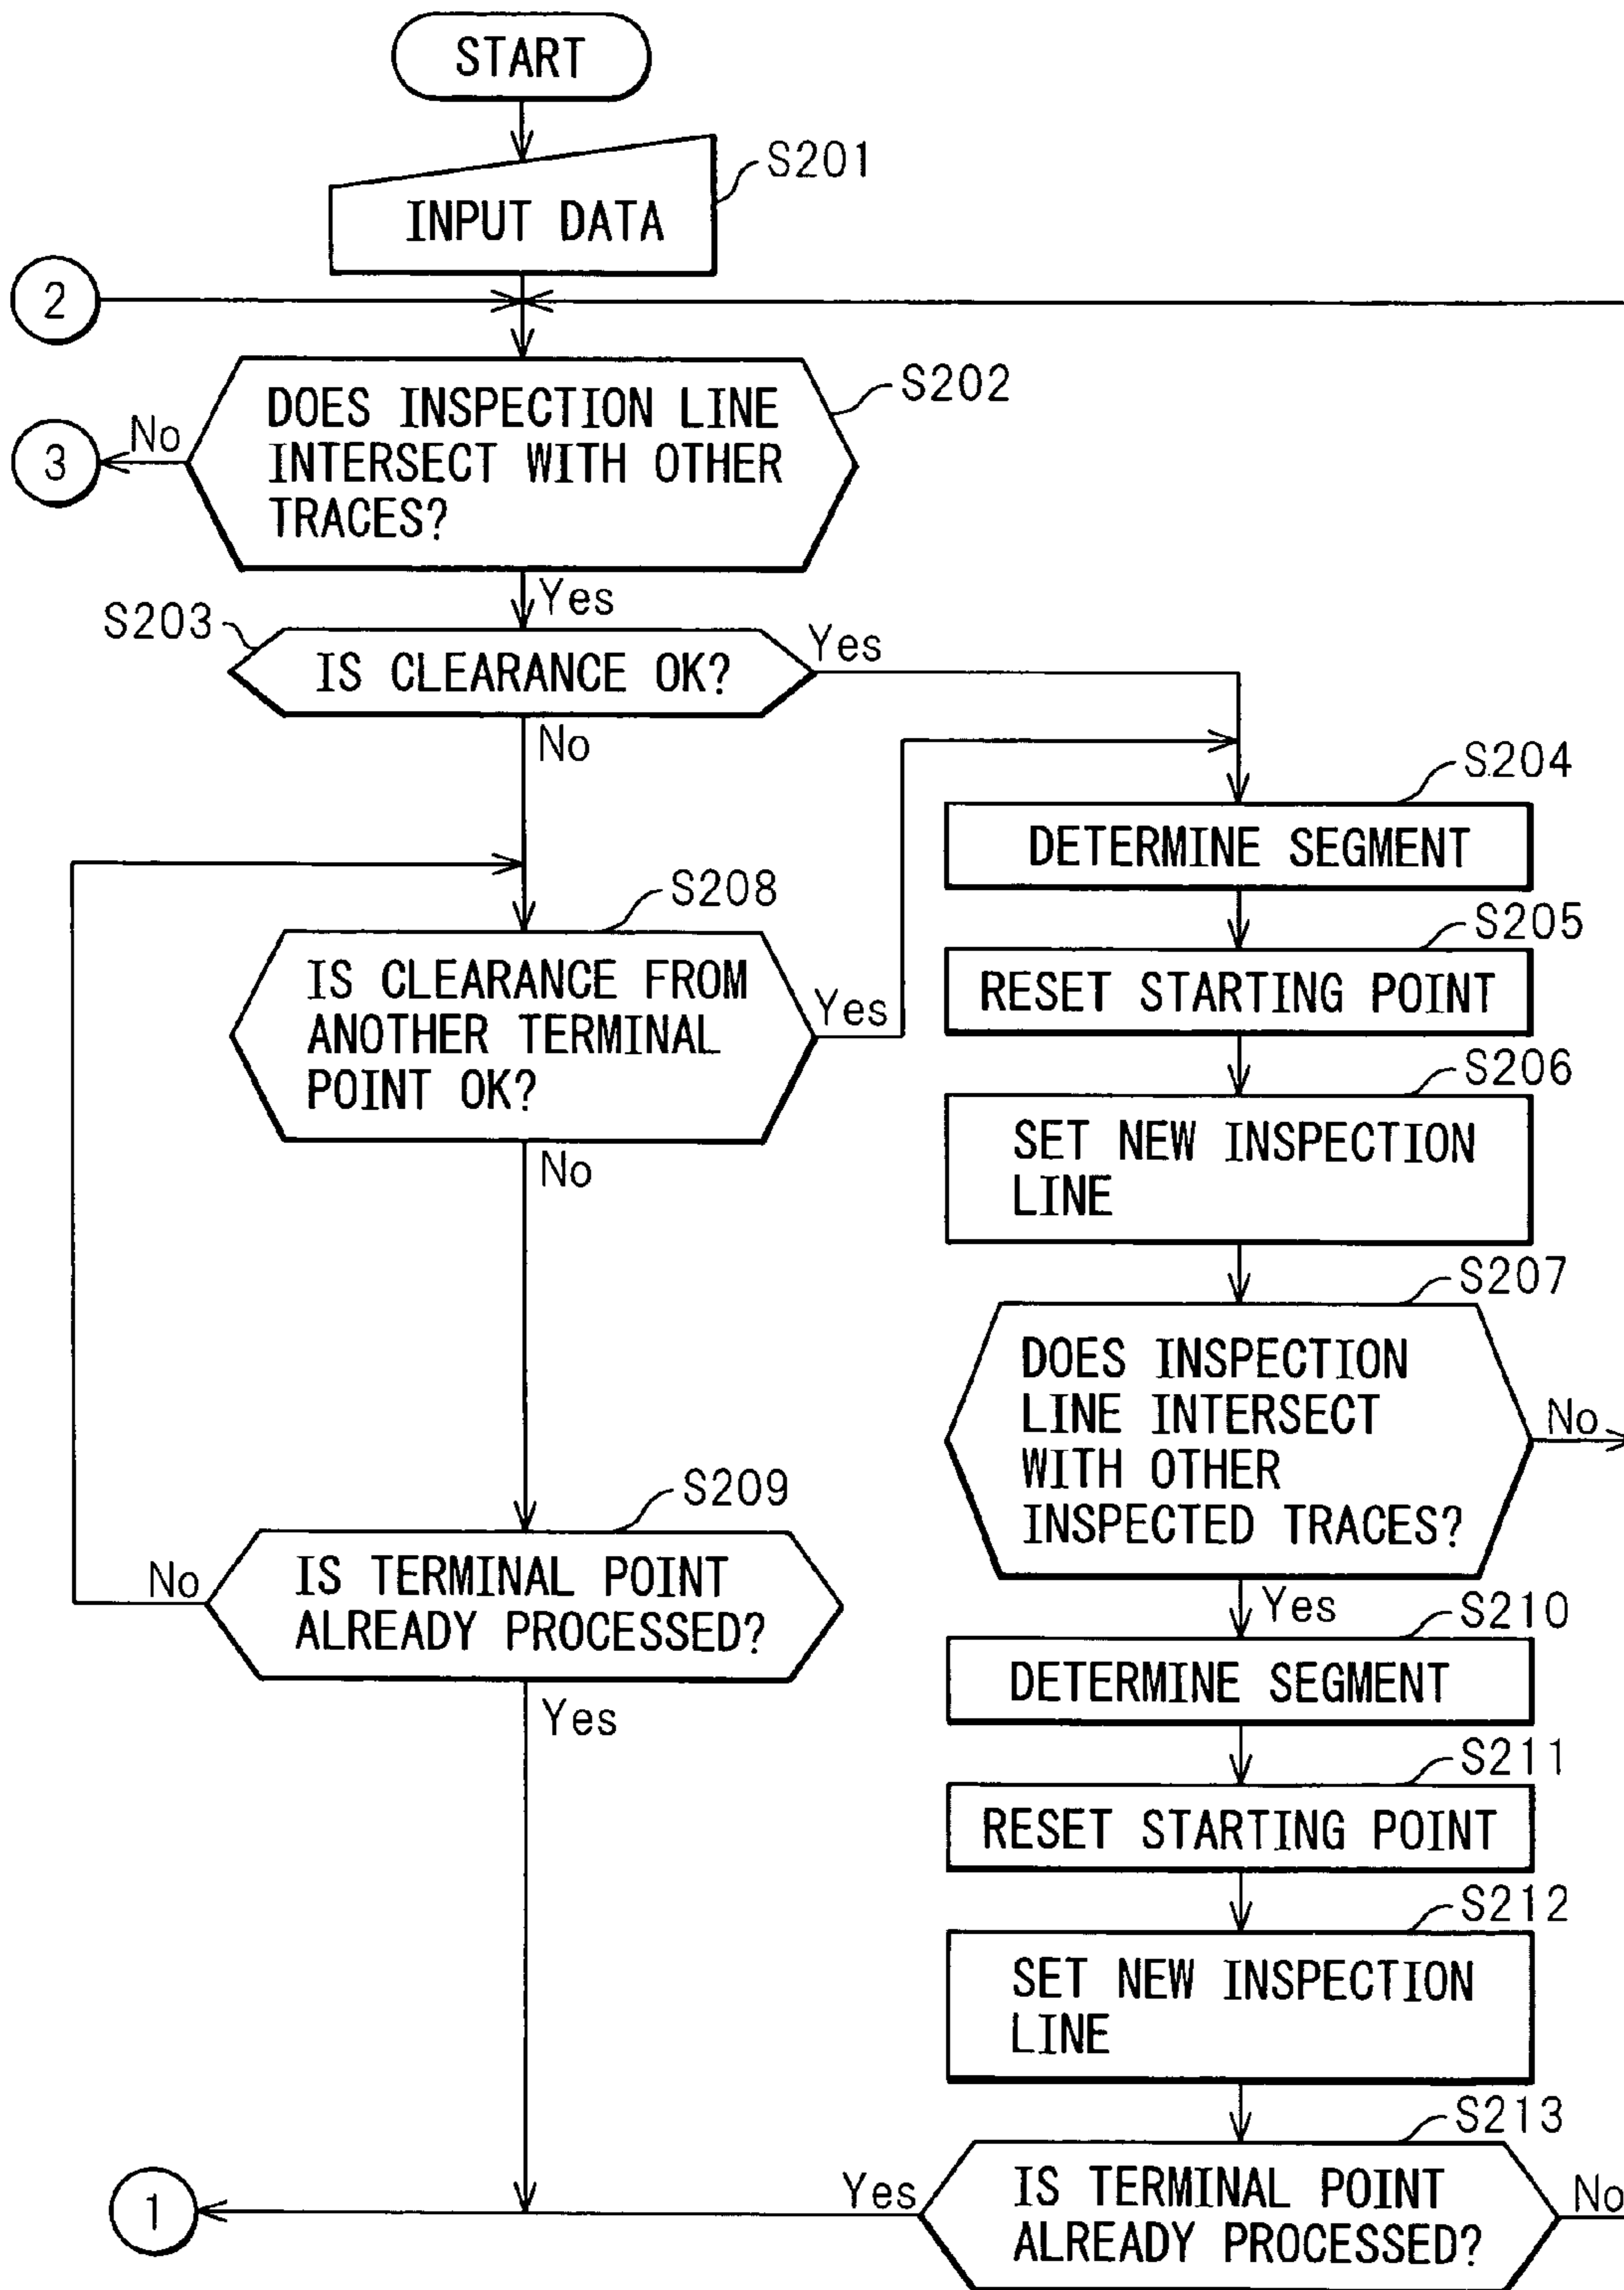 START
S201
INPUT DATA
2
S202
DOES INSPECTION LINE
INTERSECT WITH OTHER
TRACES?
No
3
Yes
S203
IS CLEARANCE OK?
Yes
No
S204
DETERMINE SEGMENT
S205
RESET STARTING POINT
S206
SET NEW INSPECTION
LINE
S207
DOES INSPECTION
LINE INTERSECT
WITH OTHER
INSPECTED TRACES?
No
Yes
S208
IS CLEARANCE FROM
ANOTHER TERMINAL
POINT OK?
Yes
No
S209
IS TERMINAL POINT
ALREADY PROCESSED?
No
Yes
S210
DETERMINE SEGMENT
S211
RESET STARTING POINT
S212
SET NEW INSPECTION
LINE
S213
IS TERMINAL POINT
ALREADY PROCESSED?
Yes
No
1